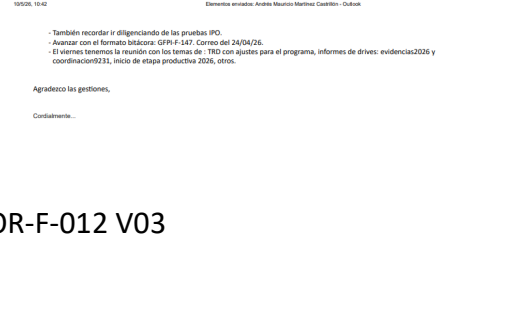 10/5/26, 10:42 Elementos enviados: Andrés Mauricio Martínez Castrillón - Outlook
- También recordar ir diligenciando de las pruebas IPO.
- Avanzar con el formato bitácora: GFPI-F-147. Correo del 24/04/26.
- El viernes tenemos la reunión con los temas de : TRD con ajustes para el programa, informes de drives: evidencias2026 y
coordinacion9231, inicio de etapa productiva 2026, otros.
Agradezco las gestiones,
Cordialmente...
OR-F-012 V03